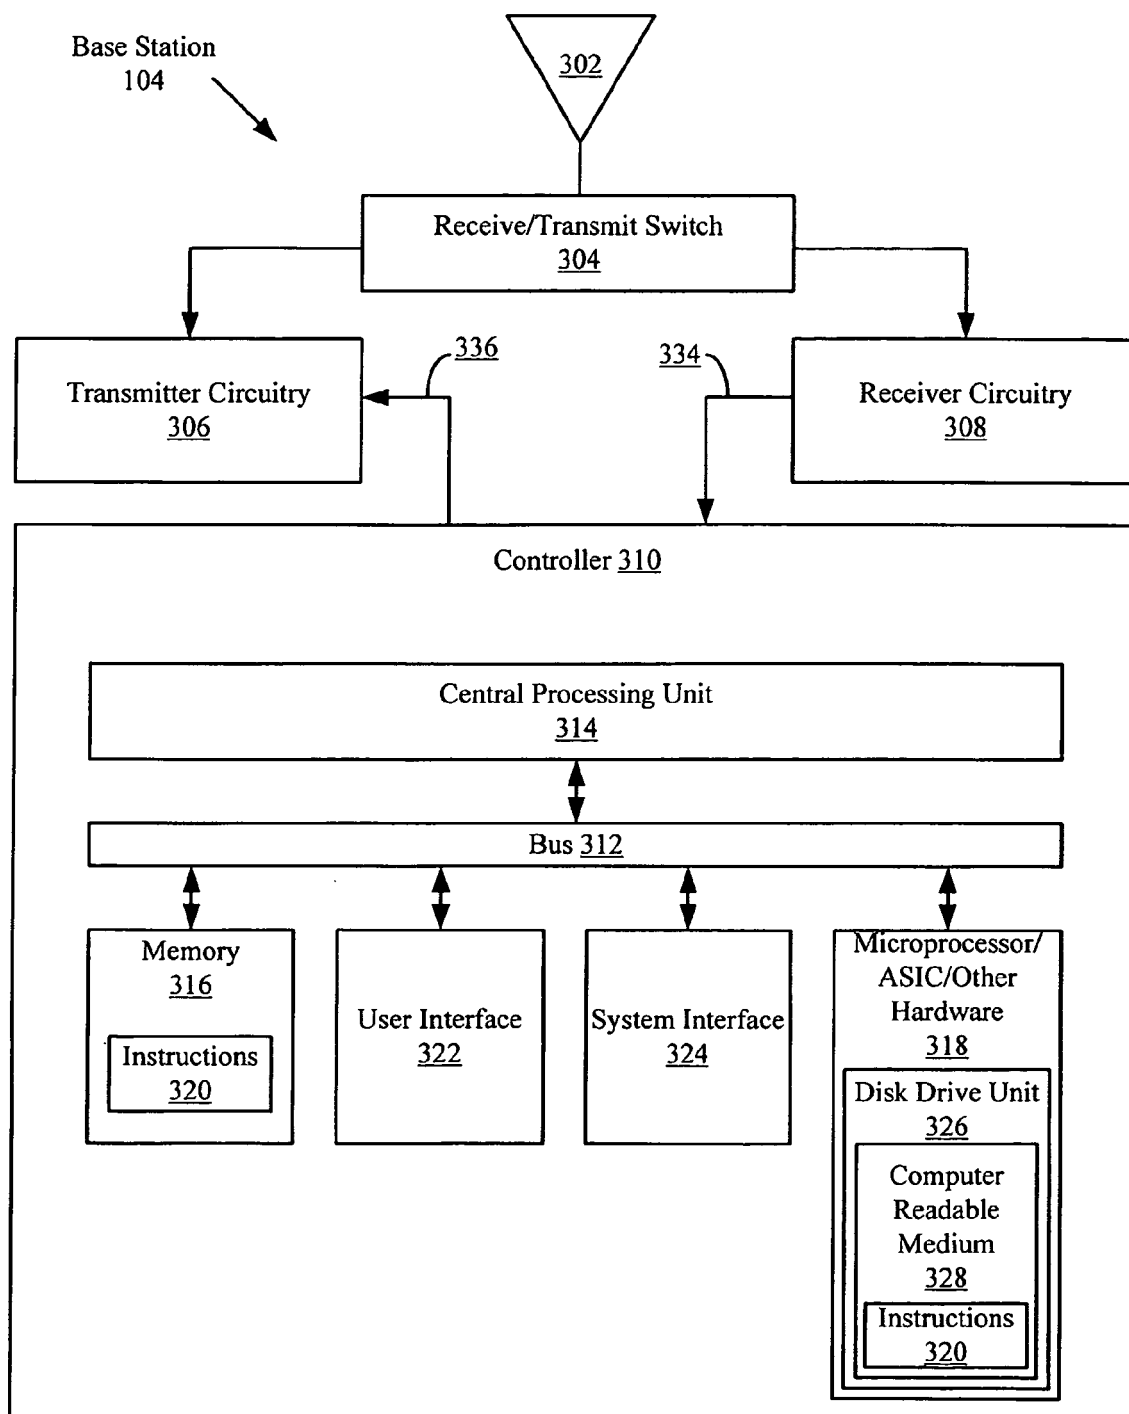 Base Station
104
302
Receive/Transmit Switch
304
336
334
Transmitter Circuitry
306
Receiver Circuitry
308
Controller 310
Central Processing Unit
314
Bus 312
Memory
316
Instructions
320
User Interface
322
System Interface
324
Microprocessor/
ASIC/Other
Hardware
318
Disk Drive Unit
326
Computer
Readable
Medium
328
Instructions
320